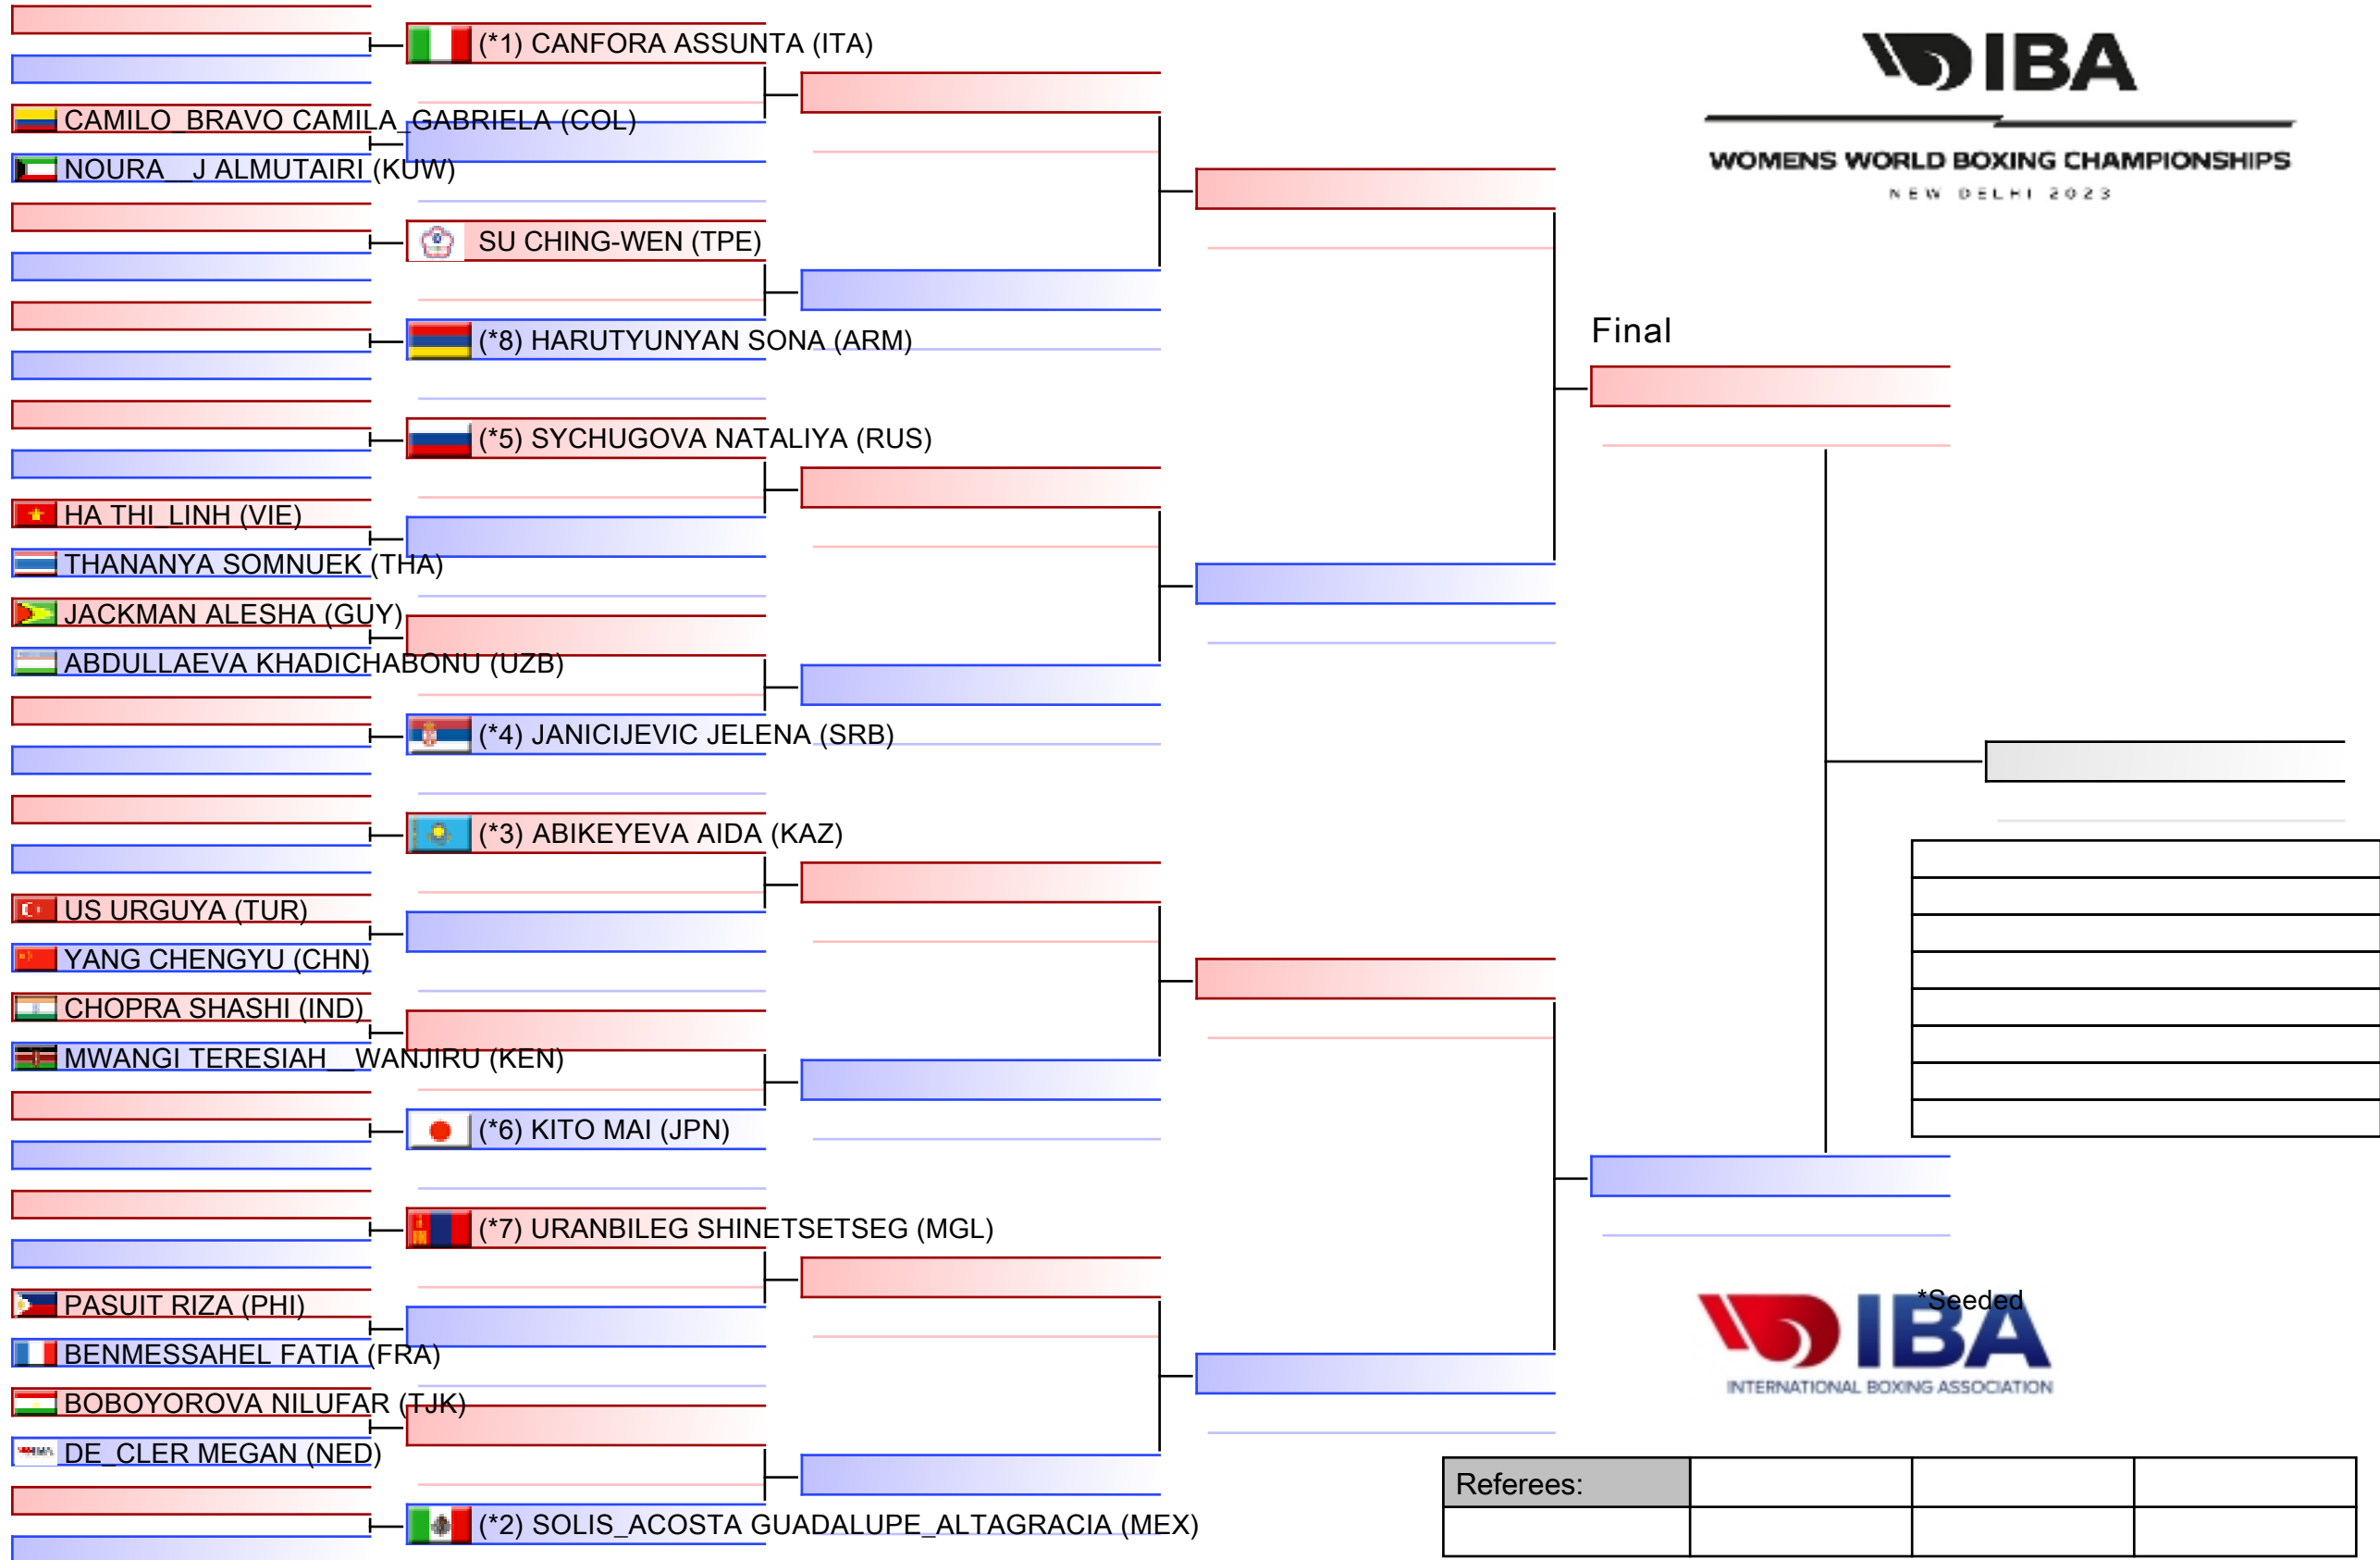 (*1) CANFORA ASSUNTA (ITA)
CAMILO_BRAVO CAMILA_GABRIELA (COL)
NOURA__J ALMUTAIRI (KUW)
SU CHING-WEN (TPE)
(*8) HARUTYUNYAN SONA (ARM)
(*5) SYCHUGOVA NATALIYA (RUS)
HA THI_LINH (VIE)
THANANYA SOMNUEK (THA)
JACKMAN ALESHA (GUY)
ABDULLAEVA KHADICHABONU (UZB)
(*4) JANICIJEVIC JELENA (SRB)
(*3) ABIKEYEVA AIDA (KAZ)
US URGUYA (TUR)
YANG CHENGYU (CHN)
CHOPRA SHASHI (IND)
MWANGI TERESIAH__WANJIRU (KEN)
(*6) KITO MAI (JPN)
(*7) URANBILEG SHINETSETSEG (MGL)
PASUIT RIZA (PHI)
BENMESSAHEL FATIA (FRA)
BOBOYOROVA NILUFAR (TJK)
DE_CLER MEGAN (NED)
(*2) SOLIS_ACOSTA GUADALUPE_ALTAGRACIA (MEX)
IBA
WOMENS WORLD BOXING CHAMPIONSHIPS
NEW DELHI 2023
Final
*Seeded
IBA
INTERNATIONAL BOXING ASSOCIATION
Referees: